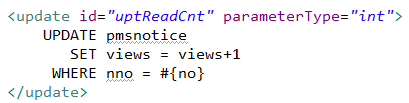 <update id="uptReadCnt" parameterType="int">
    UPDATE pmsnotice
       SET views = views+1
     WHERE nno = #{no}
</update>